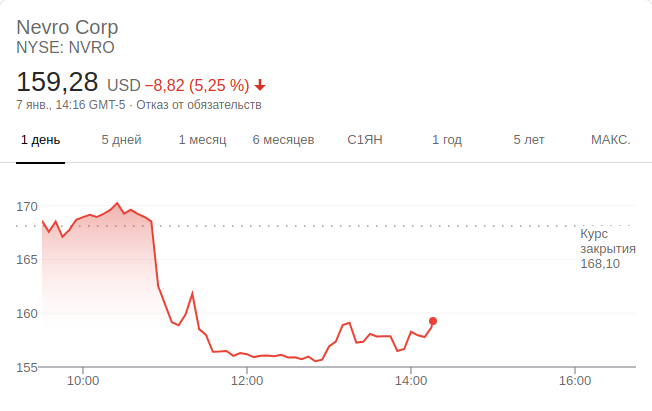 Nevro Corp
NYSE: NVRO
159,28 USD −8,82 (5,25 %)
7 янв., 14:16 GMT-5 · Отказ от обязательств
1 день 5 дней 1 месяц 6 месяцев С1ЯН 1 год 5 лет МАКС.
170
Курс
закрытия
168,10
165
160
155
10:00 12:00 14:00 16:00